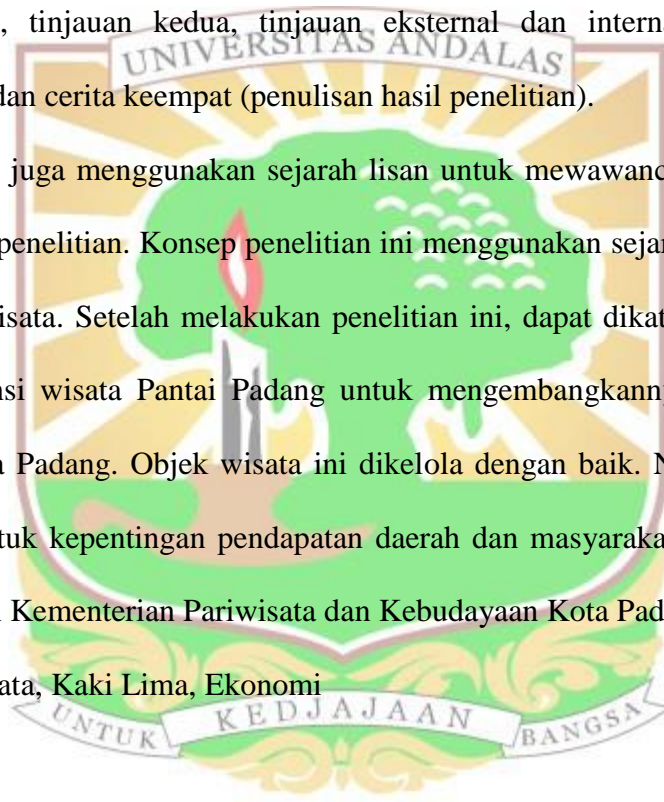 , tinjauan kedua, tinjauan eksternal dan intern
UNIVERSITAS ANDALAS
dan cerita keempat (penulisan hasil penelitian).
juga menggunakan sejarah lisan untuk mewawanc
penelitian. Konsep penelitian ini menggunakan sejar
isata. Setelah melakukan penelitian ini, dapat dikat
nsi wisata Pantai Padang untuk mengembangkann
a Padang. Objek wisata ini dikelola dengan baik. N
tuk kepentingan pendapatan daerah dan masyaraka
Kementerian Pariwisata dan Kebudayaan Kota Pad
ata, Kaki Lima, Ekonomi
UNTUK KEDJAJAAN BANGSA